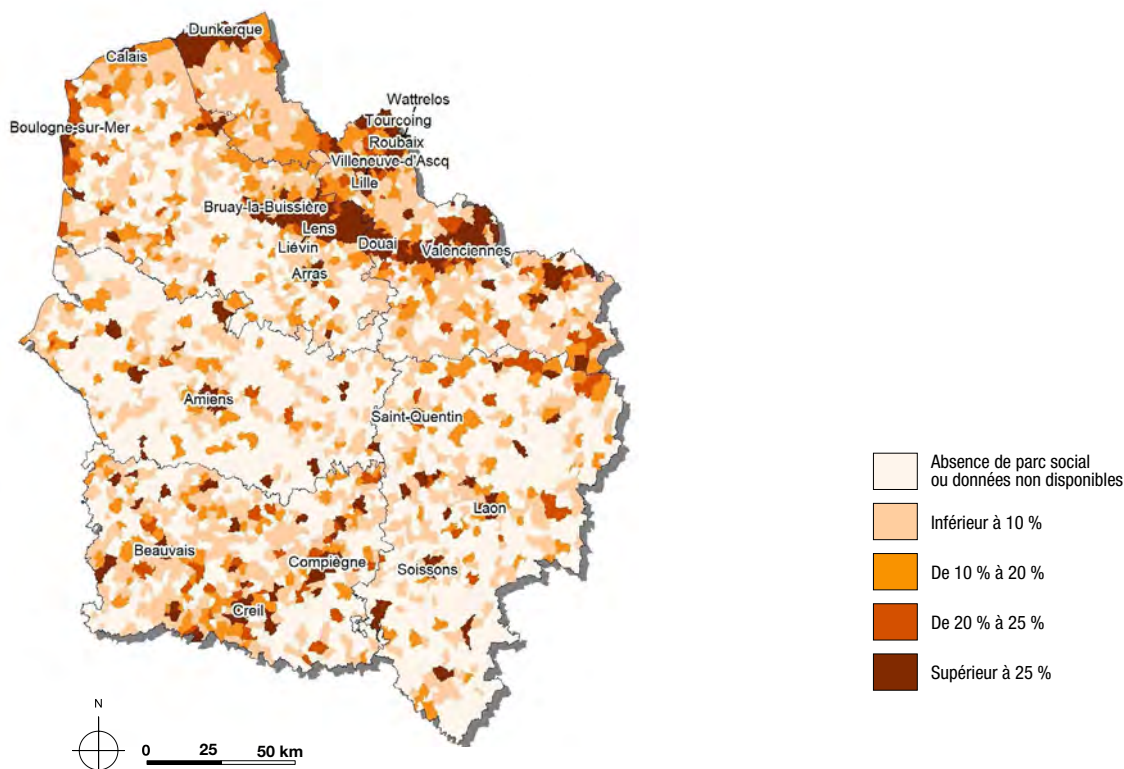 Dunkerque
Calais
Wattrelos
Tourcoing
Boulogne-sur-Mer
Roubaix
Villeneuve-d'Ascq
Lille
Bruay-la-Buissière
Lens
Douai
Liévin
Valenciennes
Arras
Amiens
Saint-Quentin
Laon
Beauvais
Compiègne
Soissons
Creil
Absence de parc social
ou données non disponibles
Inférieur à 10 %
De 10 % à 20 %
De 20 % à 25 %
Supérieur à 25 %
N
0 25 50 km